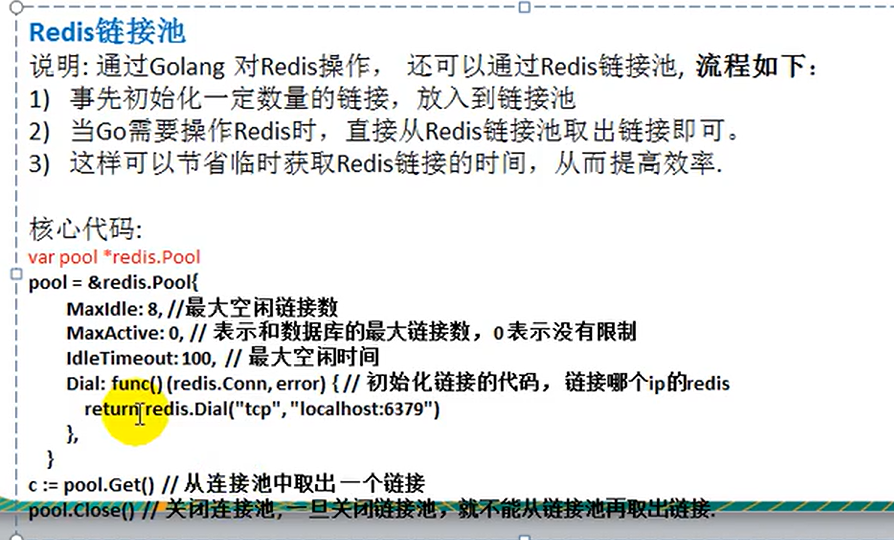 Redis链接池
说明: 通过Golang 对Redis操作， 还可以通过Redis链接池, 流程如下：
1) 事先初始化一定数量的链接，放入到链接池
2) 当Go需要操作Redis时，直接从Redis链接池取出链接即可。
3) 这样可以节省临时获取Redis链接的时间，从而提高效率.
核心代码:
var pool *redis.Pool
pool = &redis.Pool{
MaxIdle: 8, //最大空闲链接数
MaxActive: 0, // 表示和数据库的最大链接数，0表示没有限制
IdleTimeout: 100, // 最大空闲时间
Dial: func() (redis.Conn, error) { // 初始化链接的代码，链接哪个ip的redis
return redis.Dial("tcp", "localhost:6379")
},
}
c := pool.Get() // 从连接池中取出一个链接
pool.Close() // 关闭连接池, 一旦关闭链接池，就不能从链接池再取出链接.